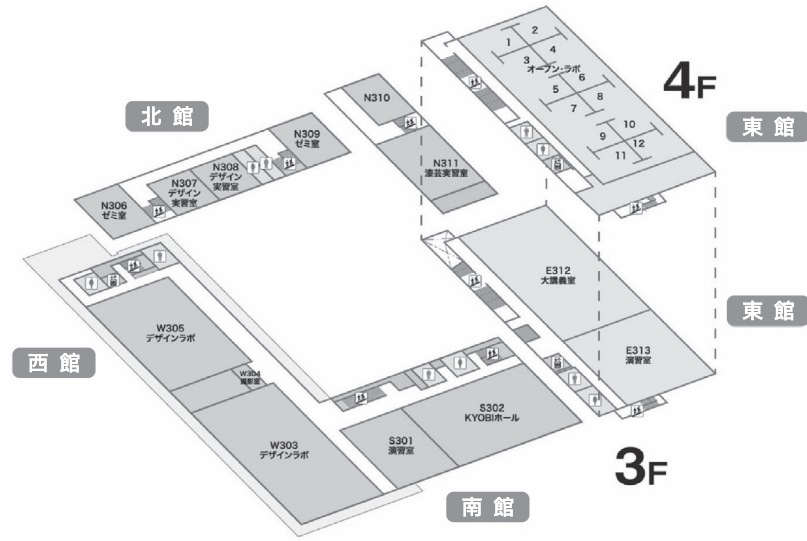 北館
N310
N309
ゼミ室
N308
デザイン
実習室
N307
デザイン
実習室
N306
ゼミ室
N311
漆芸実習室
1
2
3
4
オープン・ラボ
5
6
7
8
9
10
11
12
4F
東館
E312
大講義室
東館
E313
演習室
W305
デザインラボ
西館
W304
撮影室
W303
デザインラボ
S302
KYOBIホール
S301
演習室
3F
南館